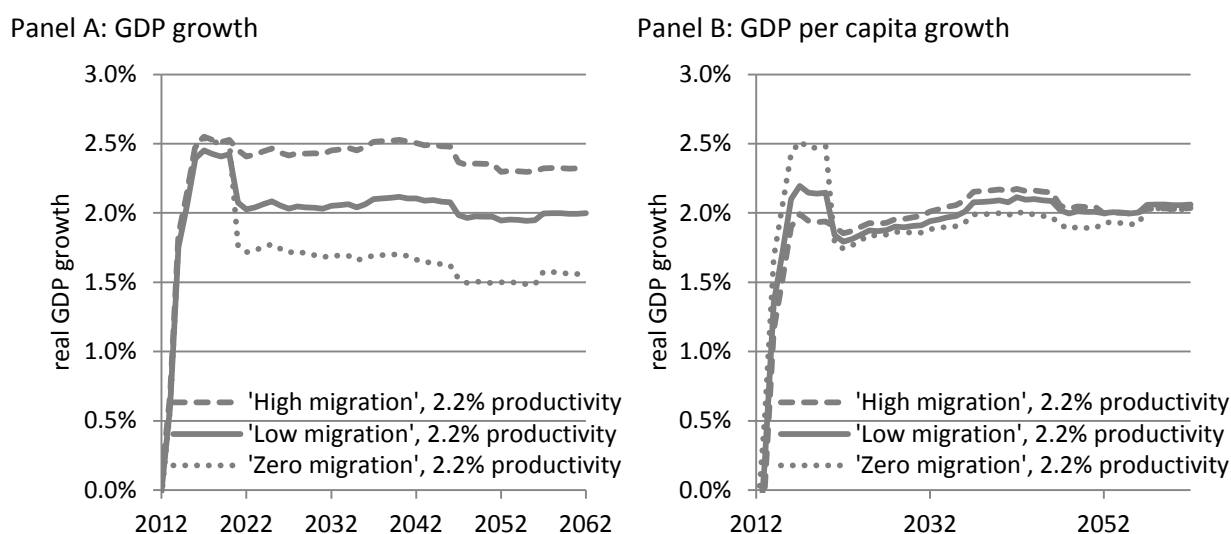 Panel A: GDP growth
real GDP growth
3.0%
2.5%
2.0%
1.5%
1.0%
0.5%
0.0%
'High migration', 2.2% productivity
'Low migration', 2.2% productivity
'Zero migration', 2.2% productivity
2012 2022 2032 2042 2052 2062
Panel B: GDP per capita growth
real GDP growth
3.0%
2.5%
2.0%
1.5%
1.0%
0.5%
0.0%
'High migration', 2.2% productivity
'Low migration', 2.2% productivity
'Zero migration', 2.2% productivity
2012 2032 2052